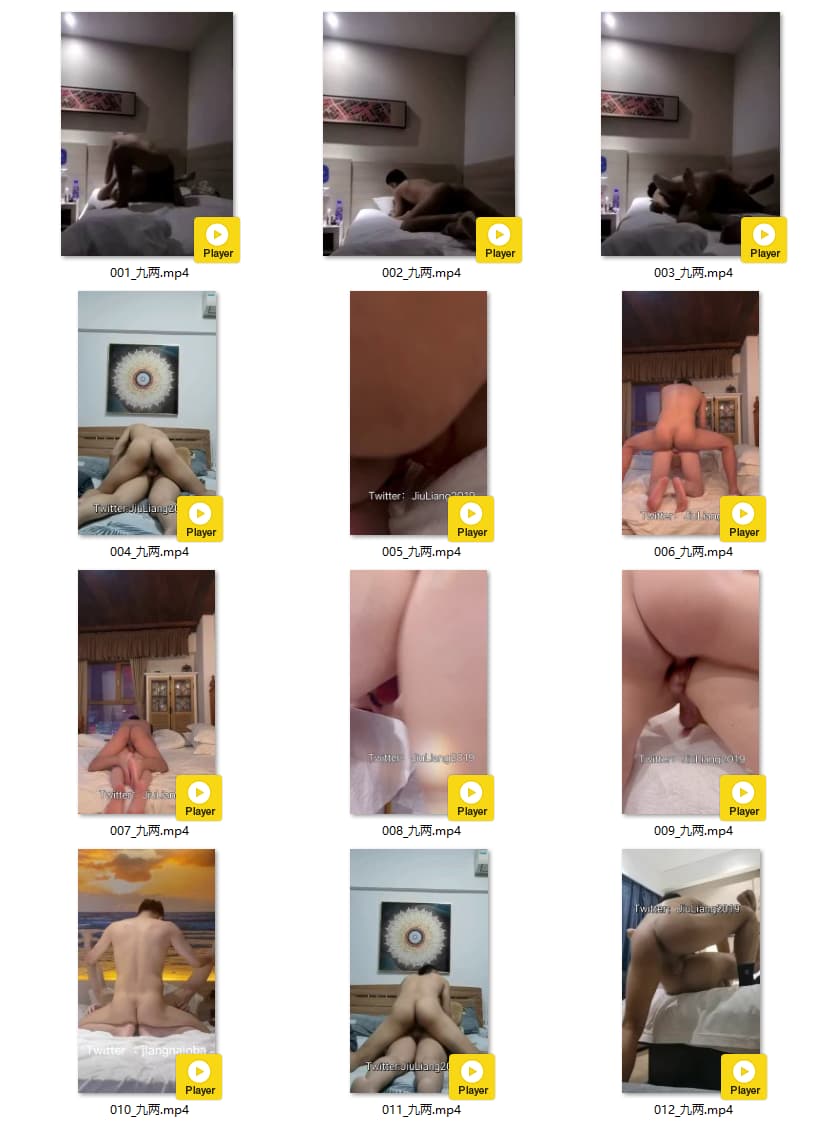 Player
Player
Player
001_九两.mp4
002_九两.mp4
003_九两.mp4
Twitter:JiuLiang20
Player
Twitter: JiuLiang2019
Player
Twitter: JiuLiang
Player
004_九两.mp4
005_九两.mp4
006_九两.mp4
Twitter: JiuLian
Player
Twitter: JiuLiang2019
Player
Twitter: JiuLiang2019
Player
007_九两.mp4
008_九两.mp4
009_九两.mp4
Twitter
Player
Twitter:JiuLiang20
Player
Twitter: JiuLiang2019
Player
010_九两.mp4
011_九两.mp4
012_九两.mp4